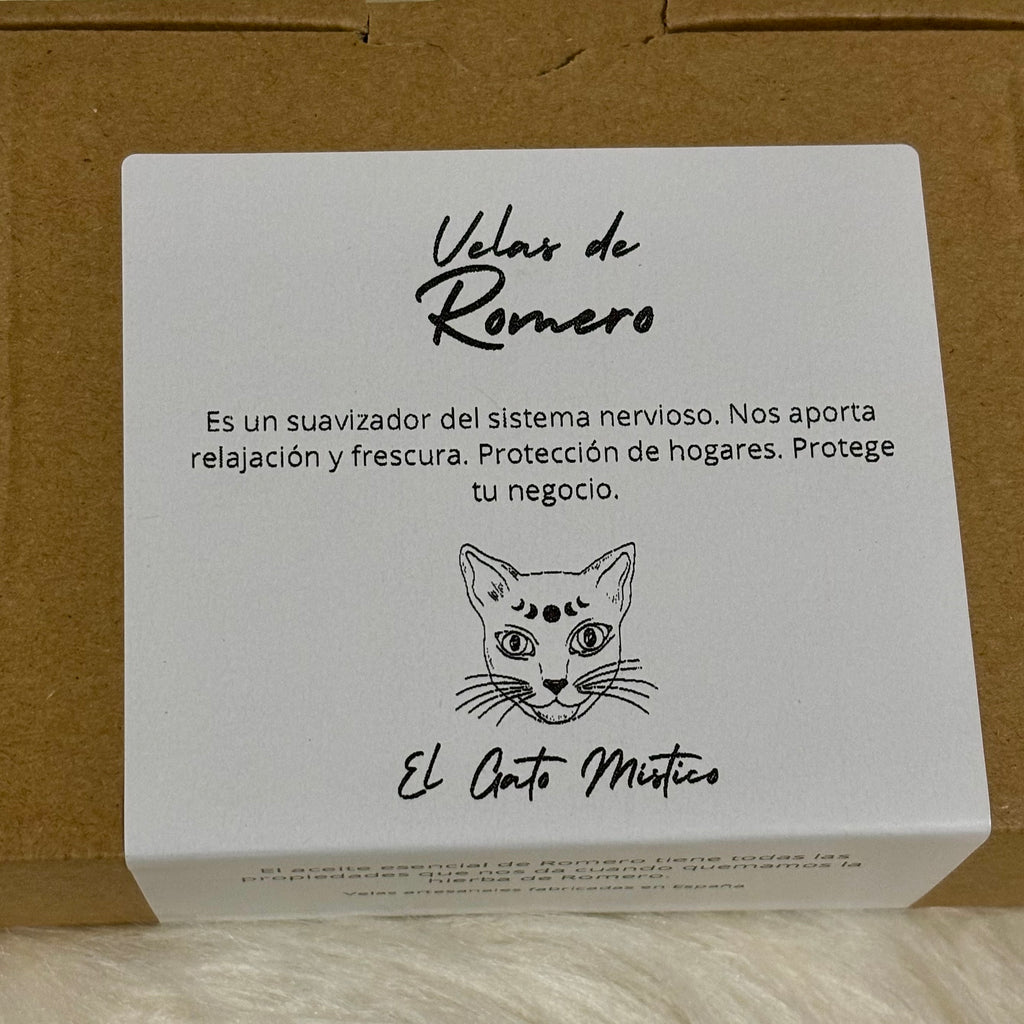 Velas de
Romero
Es un suavizador del sistema nervioso. Nos aporta
relajación y frescura. Protección de hogares. Protege
tu negocio.
El Gato Mistico
El aceite esencial de Romero tiene todas las
propiedades que nos da cuando quemamos la
hierba de Romero.
Velas artesanales fabricadas en España